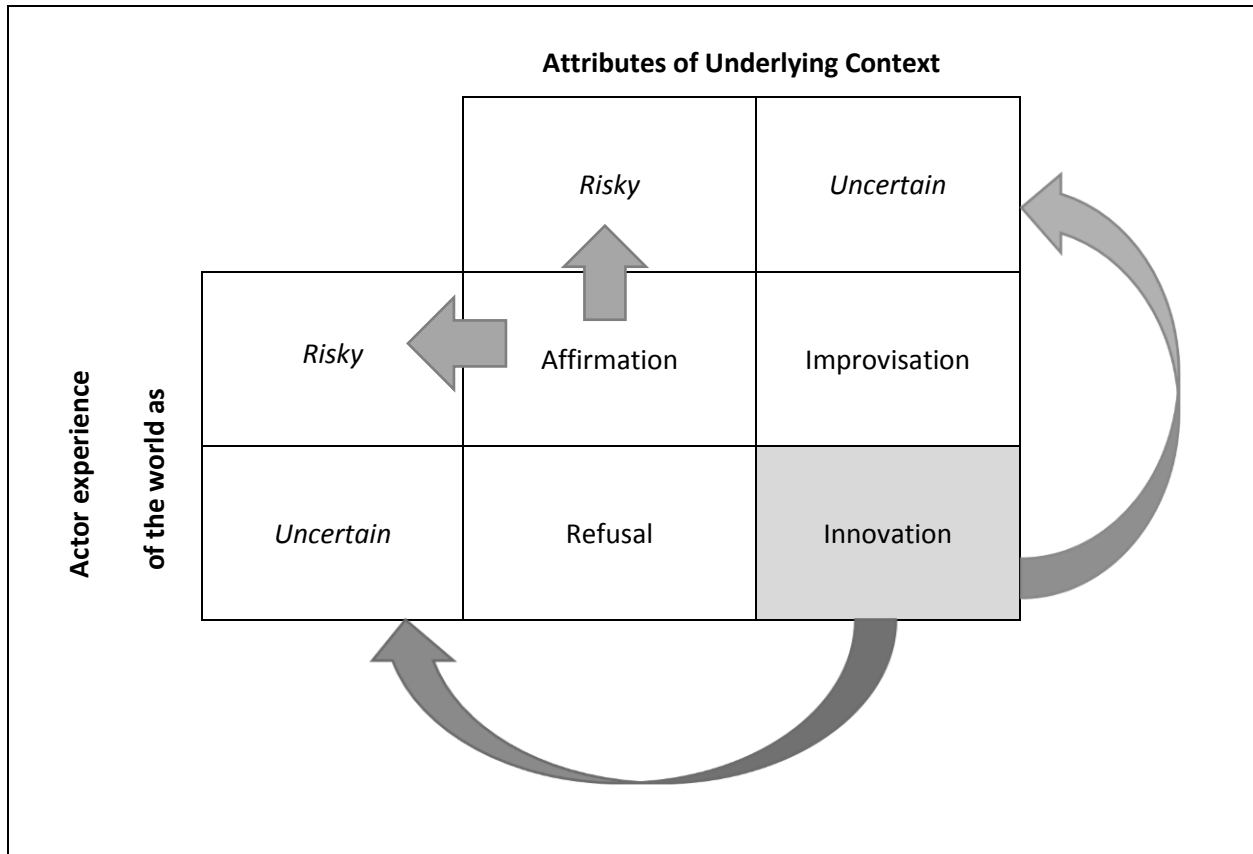 Attributes of Underlying Context
Risky
Uncertain
Actor experience
of the world as
Risky
Affirmation
Improvisation
Uncertain
Refusal
Innovation